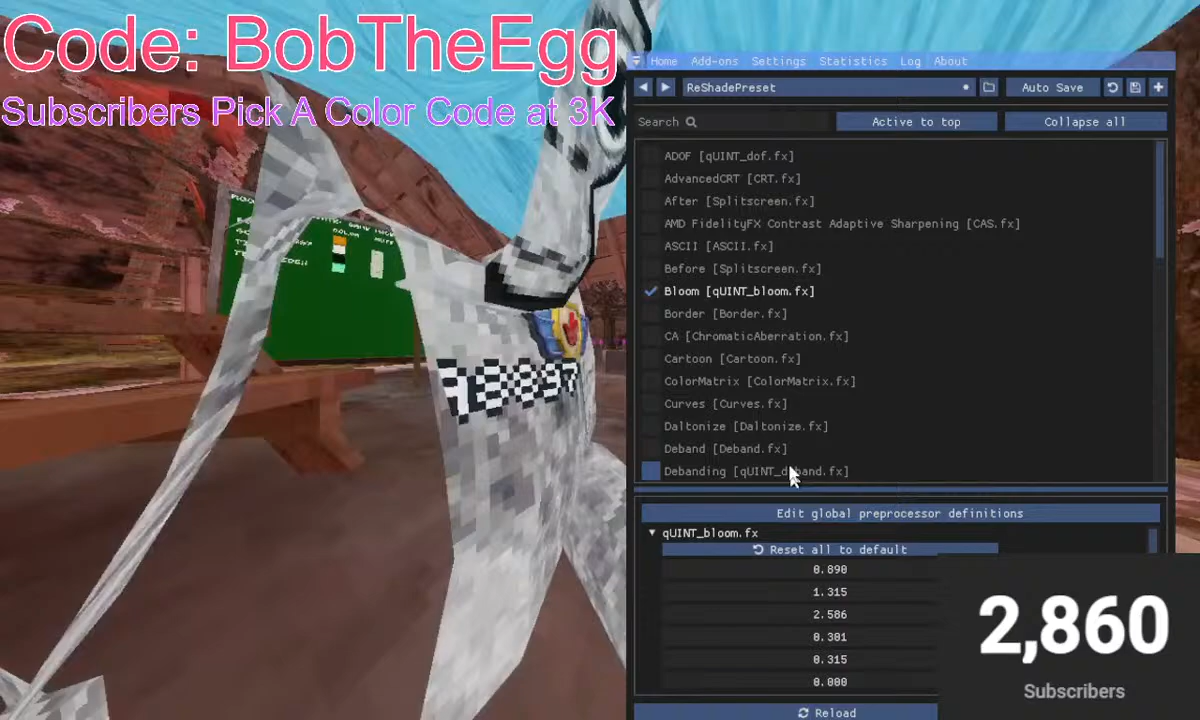 Code: BobTheEgg
Subscribers Pick A Color Code at 3K
Home Add-ons Settings Statistics Log About
ReShadePreset
Auto Save
Search
Active to top
Collapse all
ADOF [qUINT_dof.fx]
AdvancedCRT [CRT.fx]
After [Splitscreen.fx]
AMD FidelityFX Contrast Adaptive Sharpening [CAS.fx]
ASCII [ASCII.fx]
Before [Splitscreen.fx]
Bloom [qUINT_bloom.fx]
Border [Border.fx]
CA [ChromaticAberration.fx]
Cartoon [Cartoon.fx]
ColorMatrix [ColorMatrix.fx]
Curves [Curves.fx]
Daltonize [Daltonize.fx]
Deband [Deband.fx]
Debanding [qUINT_deband.fx]
Edit global preprocessor definitions
qUINT_bloom.fx
Reset all to default
0.890
1.315
2.586
0.301
0.315
0.000
Reload
2,860
Subscribers